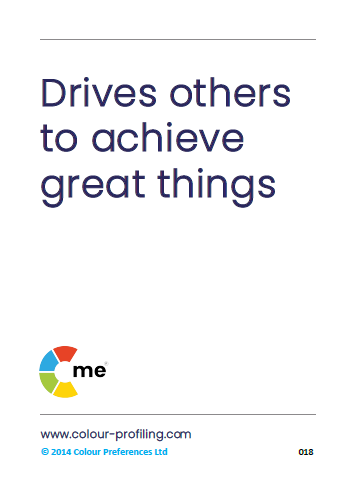 Drives others
to achieve
great things
me
www.colour-profiling.com
© 2014 Colour Preferences Ltd 018